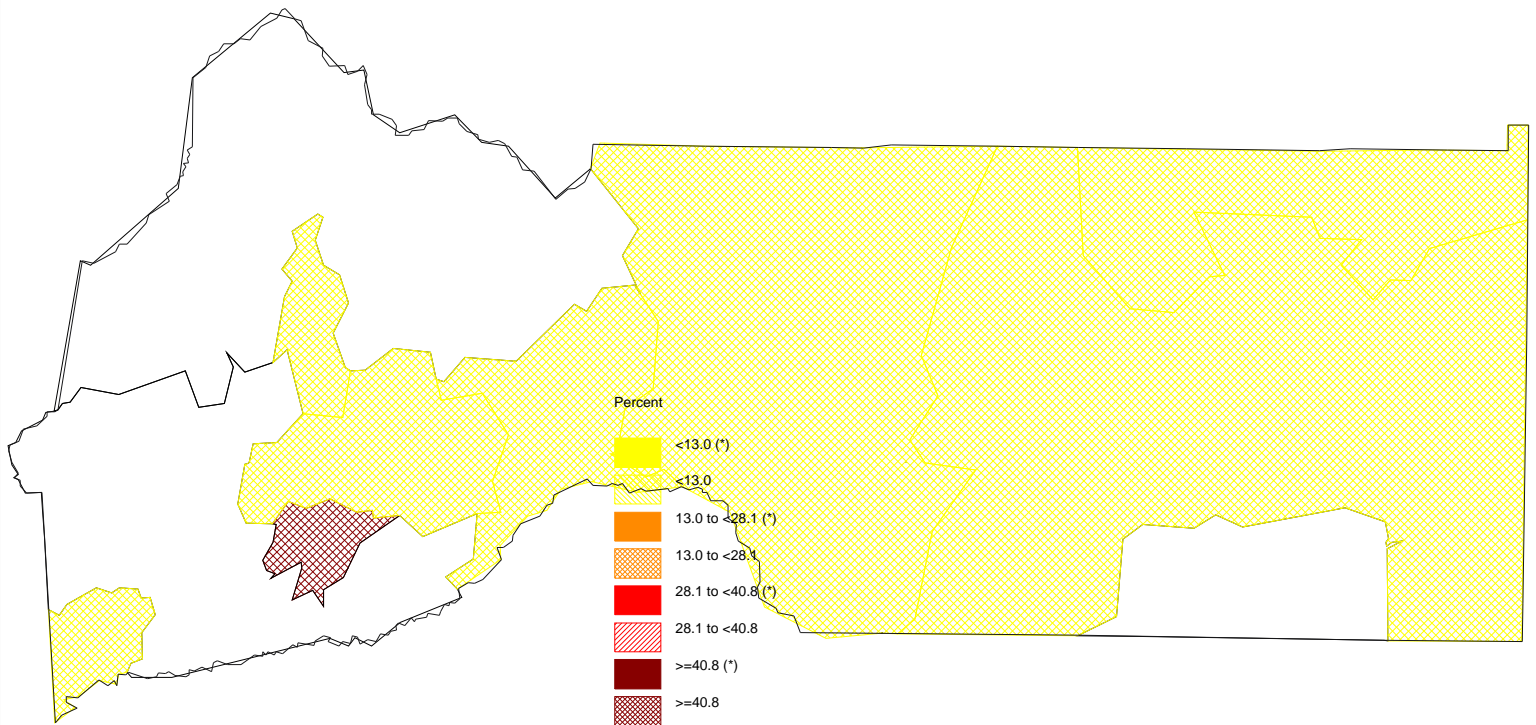 Percent
<13.0 (*)
<13.0
13.0 to <28.1 (*)
13.0 to <28.1
28.1 to <40.8 (*)
28.1 to <40.8
>=40.8 (*)
>=40.8